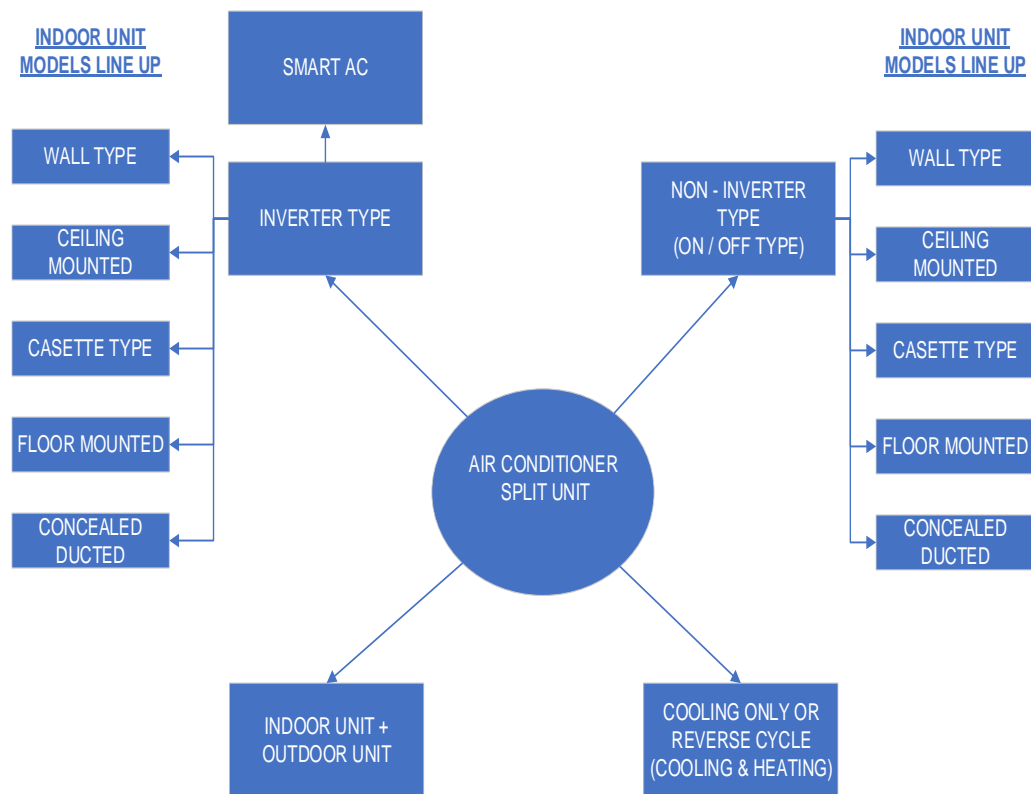 INDOOR UNIT
MODELS LINE UP
WALL TYPE
CEILING
MOUNTED
CASETTE TYPE
FLOOR MOUNTED
CONCEALED
DUCTED
SMART AC
INVERTER TYPE
NON - INVERTER
TYPE
(ON / OFF TYPE)
AIR CONDITIONER
SPLIT UNIT
INDOOR UNIT +
OUTDOOR UNIT
COOLING ONLY OR
REVERSE CYCLE
(COOLING & HEATING)
INDOOR UNIT
MODELS LINE UP
WALL TYPE
CEILING
MOUNTED
CASETTE TYPE
FLOOR MOUNTED
CONCEALED
DUCTED